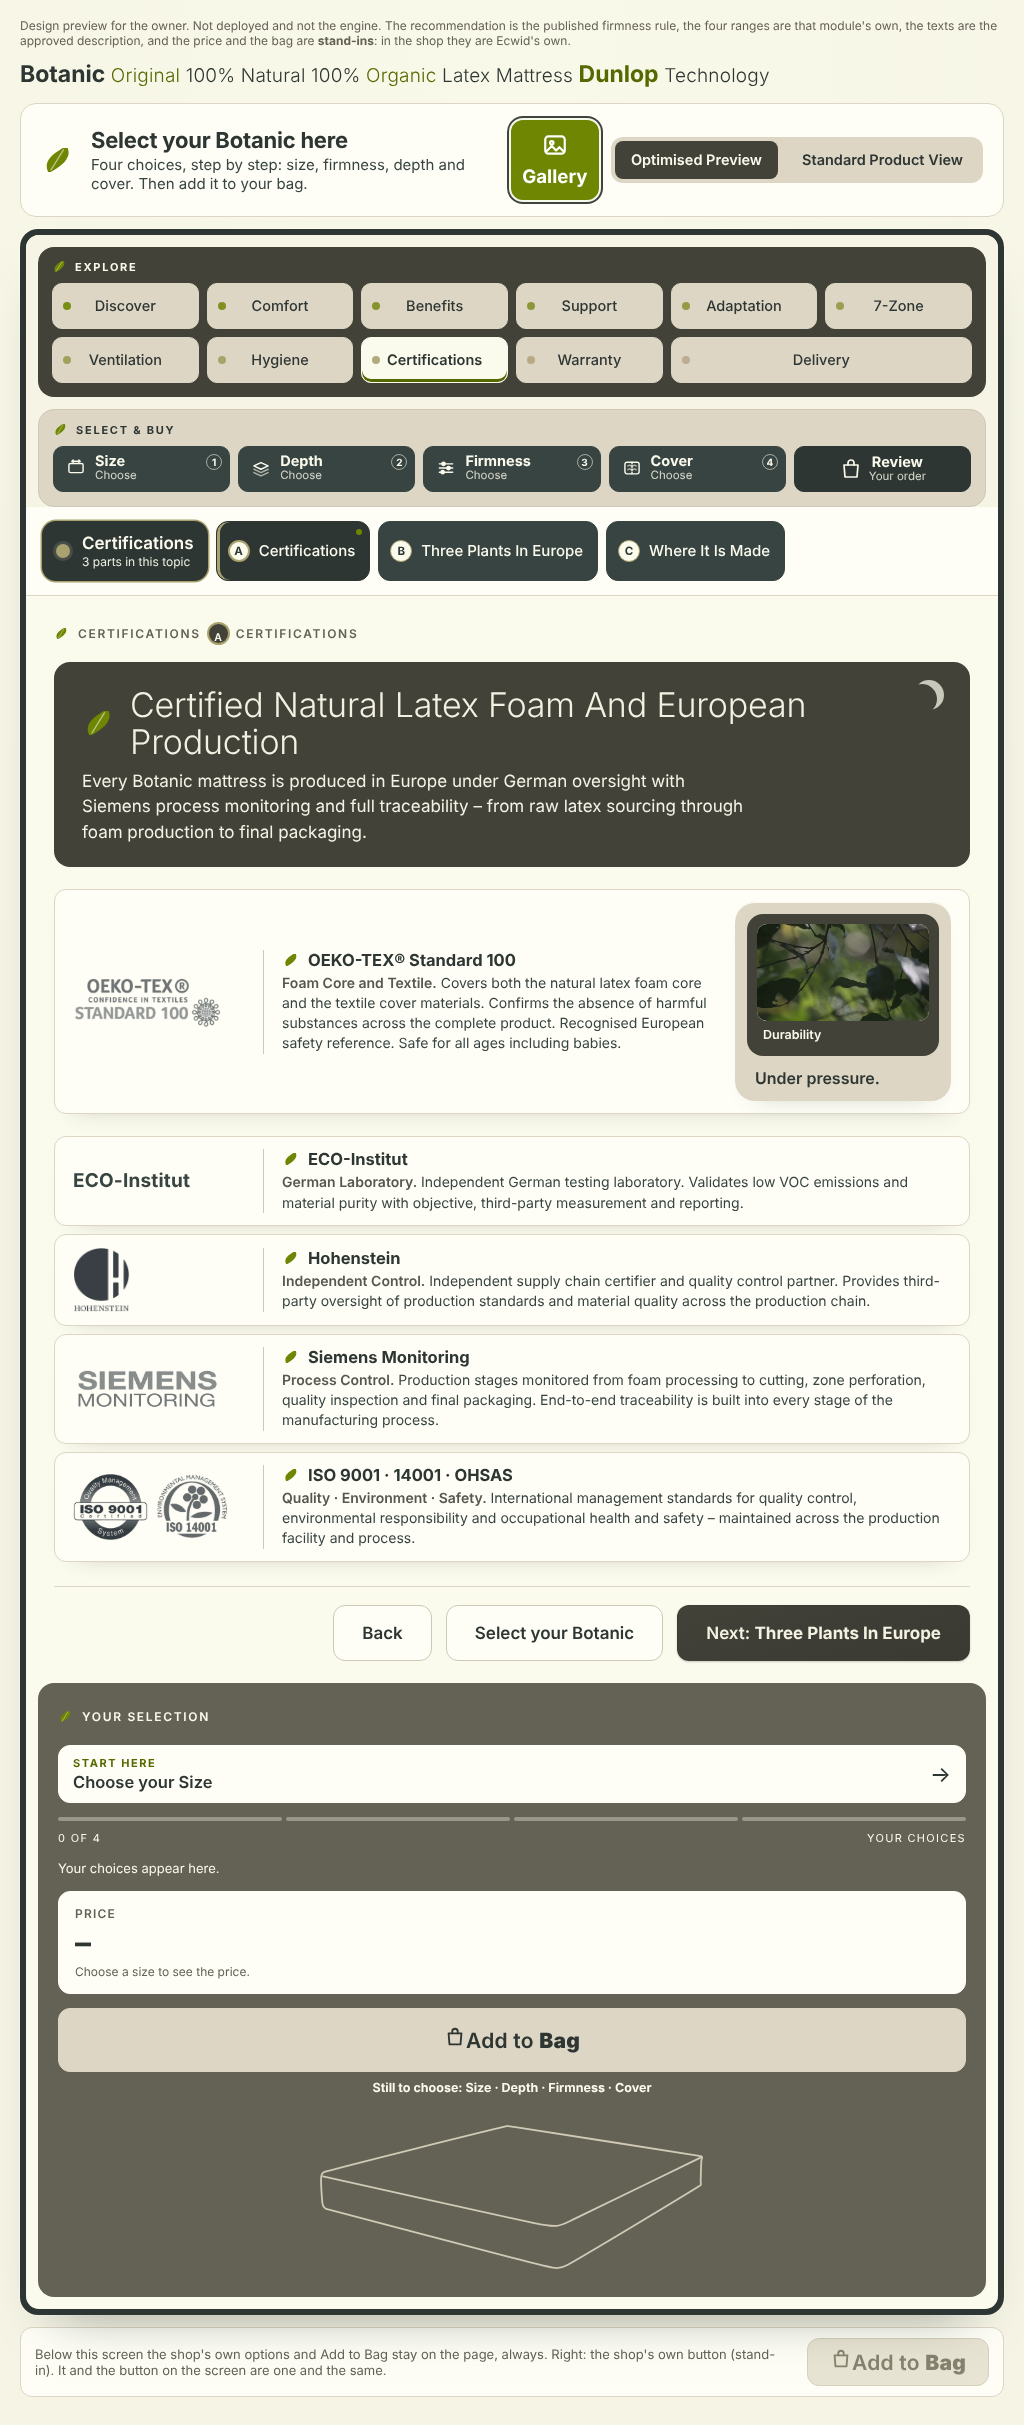 Design preview for the owner. Not deployed and not the engine. The recommendation is the published firmness rule, the four ranges are that module's own, the texts are the
approved description, and the price and the bag are stand-ins: in the shop they are Ecwid's own.
Botanic Original 100% Natural 100% Organic Latex Mattress Dunlop Technology
Select your Botanic here
Four choices, step by step: size, firmness, depth and
cover. Then add it to your bag.
Gallery
Optimised Preview
Standard Product View
EXPLORE
Discover
Comfort
Benefits
Support
Adaptation
7-Zone
Ventilation
Hygiene
Certifications
Warranty
Delivery
SELECT & BUY
Size
Choose
1
Depth
Choose
2
Firmness
Choose
3
Cover
Choose
4
Review
Your order
Certifications
3 parts in this topic
A Certifications
B Three Plants In Europe
C Where It Is Made
CERTIFICATIONS A CERTIFICATIONS
Certified Natural Latex Foam And European
Production
Every Botanic mattress is produced in Europe under German oversight with
Siemens process monitoring and full traceability – from raw latex sourcing through
foam production to final packaging.
OEKO-TEX®
CONFIDENCE IN TEXTILES
STANDARD 100
OEKO-TEX® Standard 100
Foam Core and Textile. Covers both the natural latex foam core
and the textile cover materials. Confirms the absence of harmful
substances across the complete product. Recognised European
safety reference. Safe for all ages including babies.
Durability
Under pressure.
ECO-Institut
ECO-Institut
German Laboratory. Independent German testing laboratory. Validates low VOC emissions and
material purity with objective, third-party measurement and reporting.
HOHENSTEIN
Hohenstein
Independent Control. Independent supply chain certifier and quality control partner. Provides third-
party oversight of production standards and material quality across the production chain.
SIEMENS
MONITORING
Siemens Monitoring
Process Control. Production stages monitored from foam processing to cutting, zone perforation,
quality inspection and final packaging. End-to-end traceability is built into every stage of the
manufacturing process.
Quality Management
ISO 9001
Certified
System
ENVIRONMENTAL MANAGEMENT SYSTEM
ISO 14001
ISO 9001 · 14001 · OHSAS
Quality · Environment · Safety. International management standards for quality control,
environmental responsibility and occupational health and safety – maintained across the production
facility and process.
Back
Select your Botanic
Next: Three Plants In Europe
YOUR SELECTION
START HERE
Choose your Size
0 OF 4
YOUR CHOICES
Your choices appear here.
PRICE
–
Choose a size to see the price.
Add to Bag
Still to choose: Size · Depth · Firmness · Cover
Below this screen the shop's own options and Add to Bag stay on the page, always. Right: the shop's own button (stand-
in). It and the button on the screen are one and the same.
Add to Bag